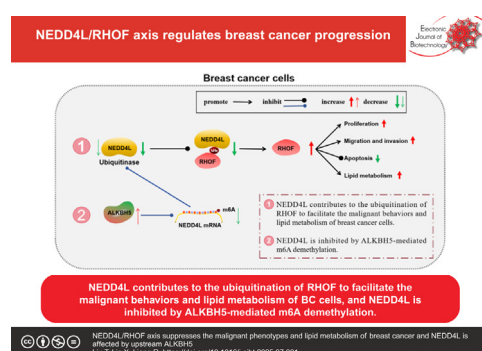 NEDD4L/RHOF axis regulates breast cancer progression
Electronic
Journal of
Biotechnology
Breast cancer cells
promote inhibit increase decrease
Proliferation
1 NEDD4L NEDD4L Ub RHOF RHOF Migration and invasion
Ubiquitinase
Apoptosis
Lipid metabolism
2 ALKBH5 m6A
NEDD4L mRNA
1 NEDD4L contributes to the ubiquitination of
RHOF to facilitate the malignant behaviors and
lipid metabolism of breast cancer cells.
2 NEDD4L is inhibited by ALKBH5-mediated
m6A demethylation.
NEDD4L contributes to the ubiquitination of RHOF to facilitate the
malignant behaviors and lipid metabolism of BC cells, and NEDD4L is
inhibited by ALKBH5-mediated m6A demethylation.
cc
NEDD4L/RHOF axis suppresses the malignant phenotypes and lipid metabolism of breast cancer and NEDD4L is
affected by upstream ALKBH5